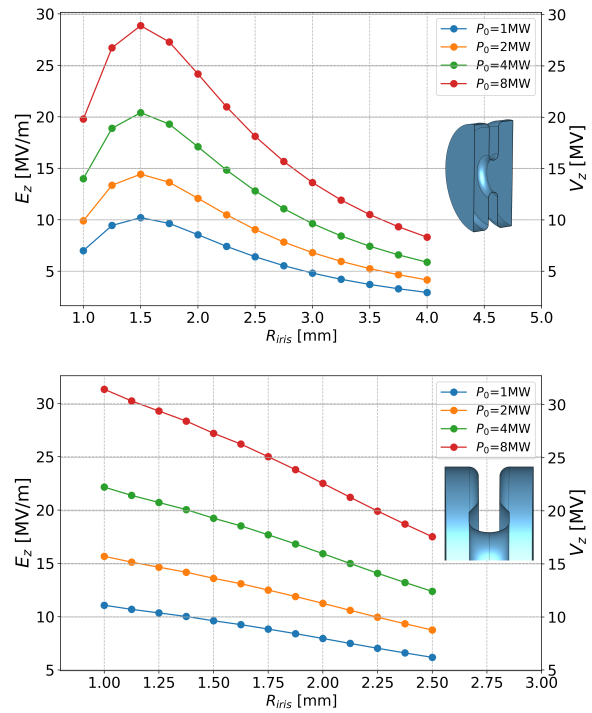 30
25
20
15
10
5
E_z [MV/m]
P_0=1MW
P_0=2MW
P_0=4MW
P_0=8MW
30
25
20
15
10
5
V_z [MV]
1.0 1.5 2.0 2.5 3.0 3.5 4.0 4.5 5.0
R_iris [mm]
30
25
20
15
10
5
E_z [MV/m]
P_0=1MW
P_0=2MW
P_0=4MW
P_0=8MW
30
25
20
15
10
5
V_z [MV]
1.00 1.25 1.50 1.75 2.00 2.25 2.50 2.75 3.00
R_iris [mm]